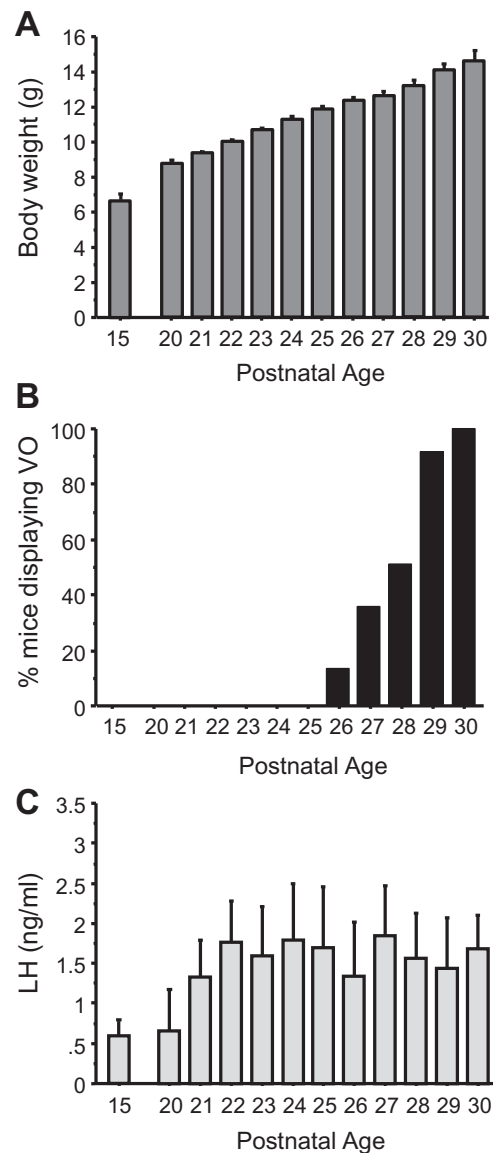 A
Body weight (g)
16
14
12
10
8
6
4
2
0
15 20 21 22 23 24 25 26 27 28 29 30
Postnatal Age
B
% mice displaying VO
100
80
60
40
20
0
15 20 21 22 23 24 25 26 27 28 29 30
Postnatal Age
C
LH (ng/ml)
3.5
3
2.5
2
1.5
1
.5
0
15 20 21 22 23 24 25 26 27 28 29 30
Postnatal Age